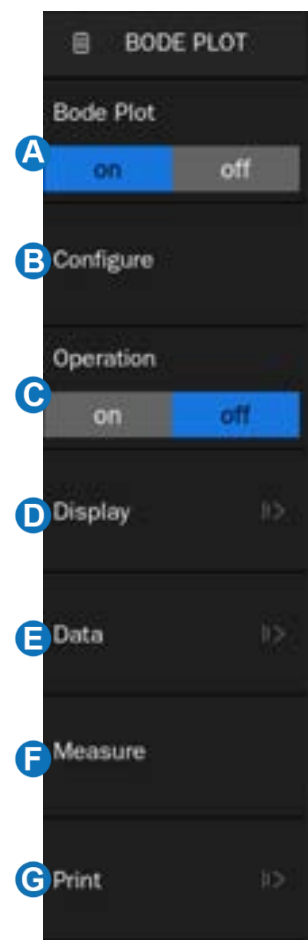 BODE PLOT
Bode Plot
A
on off
B Configure
Operation
C
on off
D Display
E Data
F Measure
G Print